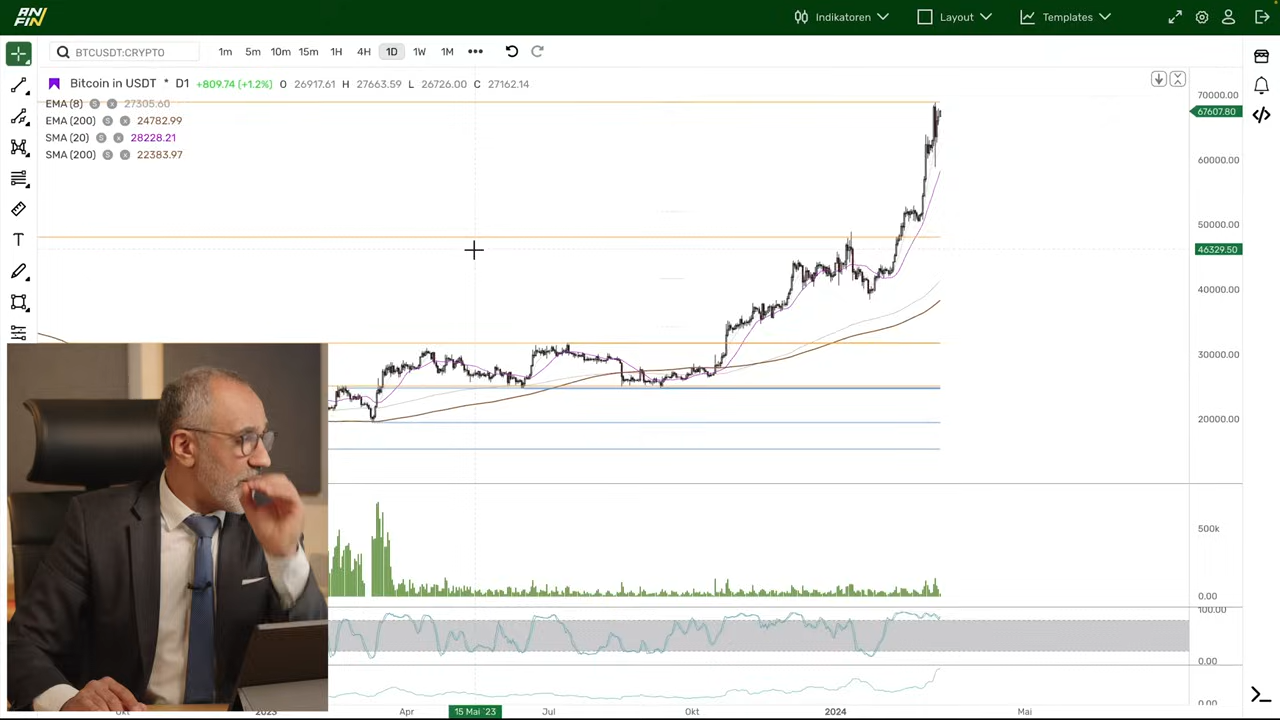 ANI
FIN
Indikatoren
Layout
Templates
BTCUSDT:CRYPTO
1m 5m 10m 15m 1H 4H 1D 1W 1M
Bitcoin in USDT * D1 +809.74 (+1.2%) O 26917.61 H 27663.59 L 26726.00 C 27162.14
EMA (8) S x 27305.60
EMA (200) S x 24782.99
SMA (20) S x 28228.21
SMA (200) S x 22383.97
T
70000.00
67607.80
60000.00
50000.00
46329.50
40000.00
30000.00
20000.00
500k
0.00
100.00
0.00
0.00
Okt 2023 Apr 15 Mai '23 Jul Okt 2024 Mai